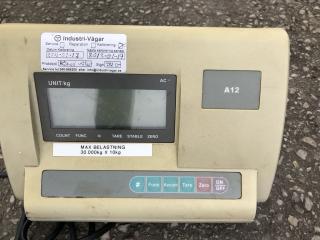 Industri-Vågar
Service Reparation Kalibrering
UNIT/kg AC~
A12
COUNT FUNC. TARE STABLE ZERO
MAX BELASTNING
30.000kg X 10kg
# Func Accum Tare Zero ON/OFF